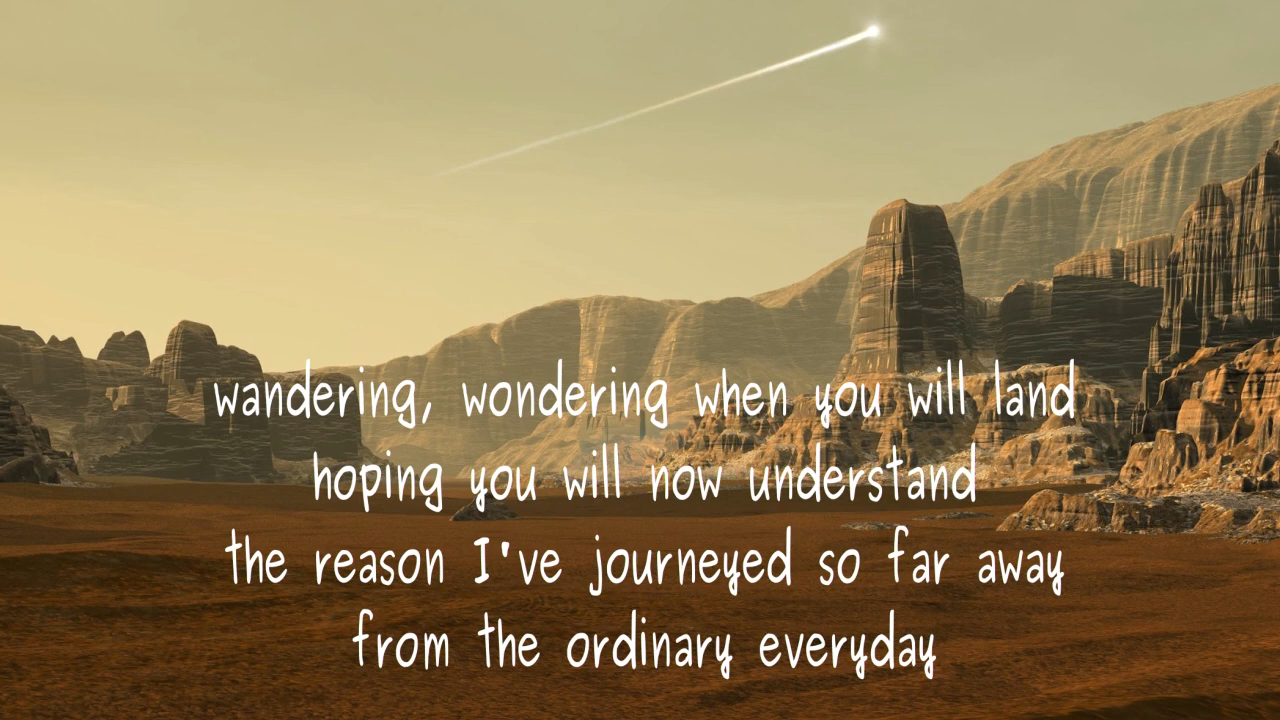 wandering, wondering when you will land
hoping you will now understand
the reason I've journeyed so far away
from the ordinary everyday